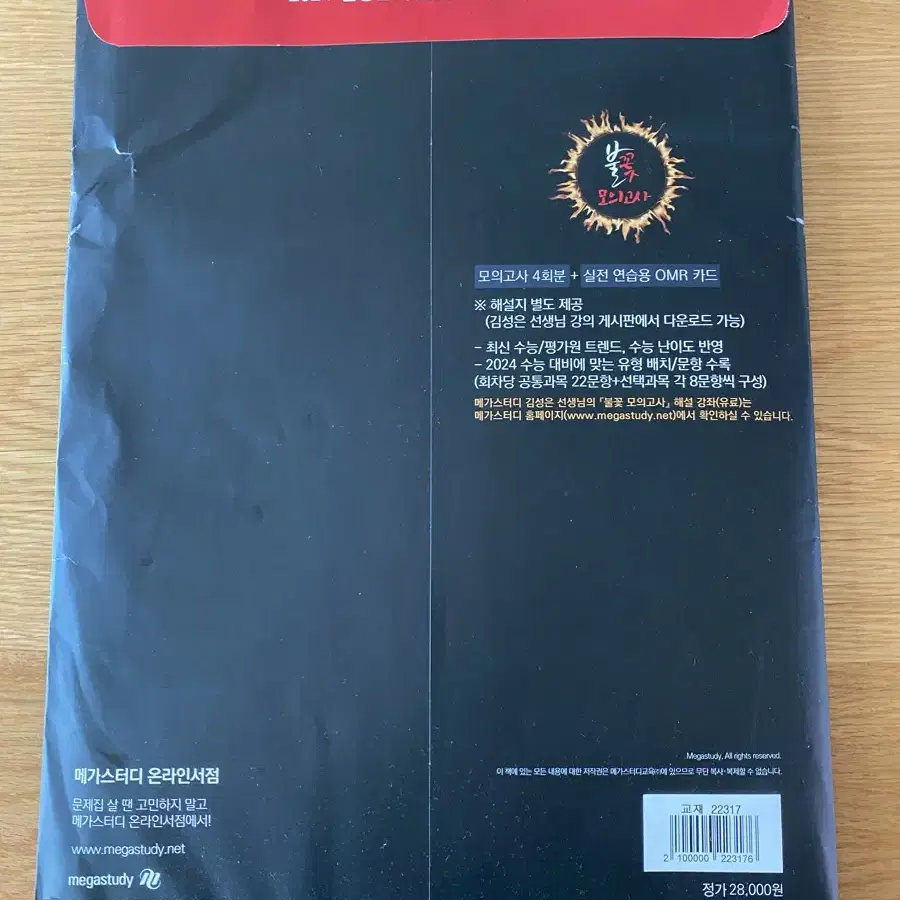 불꽃
모의고사
모의고사 4회분 + 실전 연습용 OMR 카드
※ 해설지 별도 제공
(김성은 선생님 강의 게시판에서 다운로드 가능)
- 최신 수능/평가원 트렌드, 수능 난이도 반영
- 2024 수능 대비에 맞는 유형 배치/문항 수록
(회차당 공통과목 22문항+선택과목 각 8문항씩 구성)
메가스터디 김성은 선생님의 「불꽃 모의고사」 해설 강좌(유료)는
메가스터디 홈페이지(www.megastudy.net)에서 확인하실 수 있습니다.
메가스터디 온라인서점
문제집 살 땐 고민하지 말고
메가스터디 온라인서점에서!
www.megastudy.net
megastudy
Megastudy, All rights reserved.
이 책에 있는 모든 내용에 대한 저작권은 메가스터디교육㈜에 있으므로 무단 복사·복제할 수 없습니다.
교재 22317
2 100000 223176
정가 28,000원